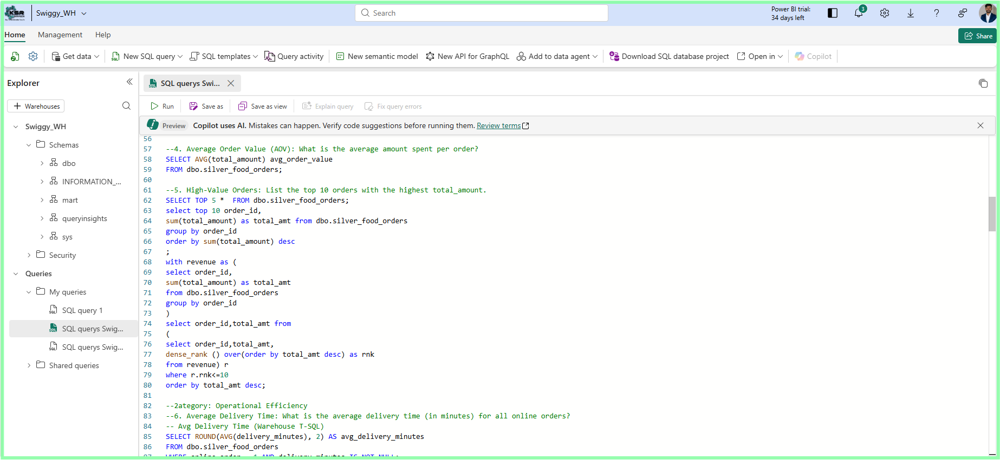 KSR
DATAVIZON
Swiggy_WH
Search
Power BI trial:
34 days left
3
Home
Management
Help
Share
Get data
New SQL query
SQL templates
Query activity
New semantic model
New API for GraphQL
Add to data agent
Download SQL database project
Open in
Copilot
Explorer
SQL querys Swi...
+ Warehouses
Run
Save as
Save as view
Explain query
Fix query errors
Preview
Copilot uses AI. Mistakes can happen. Verify code suggestions before running them. Review terms
Swiggy_WH
Schemas
dbo
INFORMATION_...
mart
queryinsights
sys
Security
Queries
My queries
SQL query 1
SQL querys Swig...
SQL querys Swig...
Shared queries
56
57 --4. Average Order Value (AOV): What is the average amount spent per order?
58 SELECT AVG(total_amount) avg_order_value
59 FROM dbo.silver_food_orders;
60
61 --5. High-Value Orders: List the top 10 orders with the highest total_amount.
62 SELECT TOP 5 *  FROM dbo.silver_food_orders;
63 select top 10 order_id,
64 sum(total_amount) as total_amt from dbo.silver_food_orders
65 group by order_id
66 order by sum(total_amount) desc
67 ;
68 with revenue as (
69 select order_id,
70 sum(total_amount) as total_amt
71 from dbo.silver_food_orders
72 group by order_id
73 )
74 select order_id,total_amt from
75 (
76 select order_id,total_amt,
77 dense_rank () over(order by total_amt desc) as rnk
78 from revenue) r
79 where r.rnk<=10
80 order by total_amt desc;
81
82 --2ategory: Operational Efficiency
83 --6. Average Delivery Time: What is the average delivery time (in minutes) for all online orders?
84 -- Avg Delivery Time (Warehouse T-SQL)
85 SELECT ROUND(AVG(delivery_minutes), 2) AS avg_delivery_minutes
86 FROM dbo.silver_food_orders
87 WHERE online_order = 1 AND delivery_minutes IS NOT NULL;